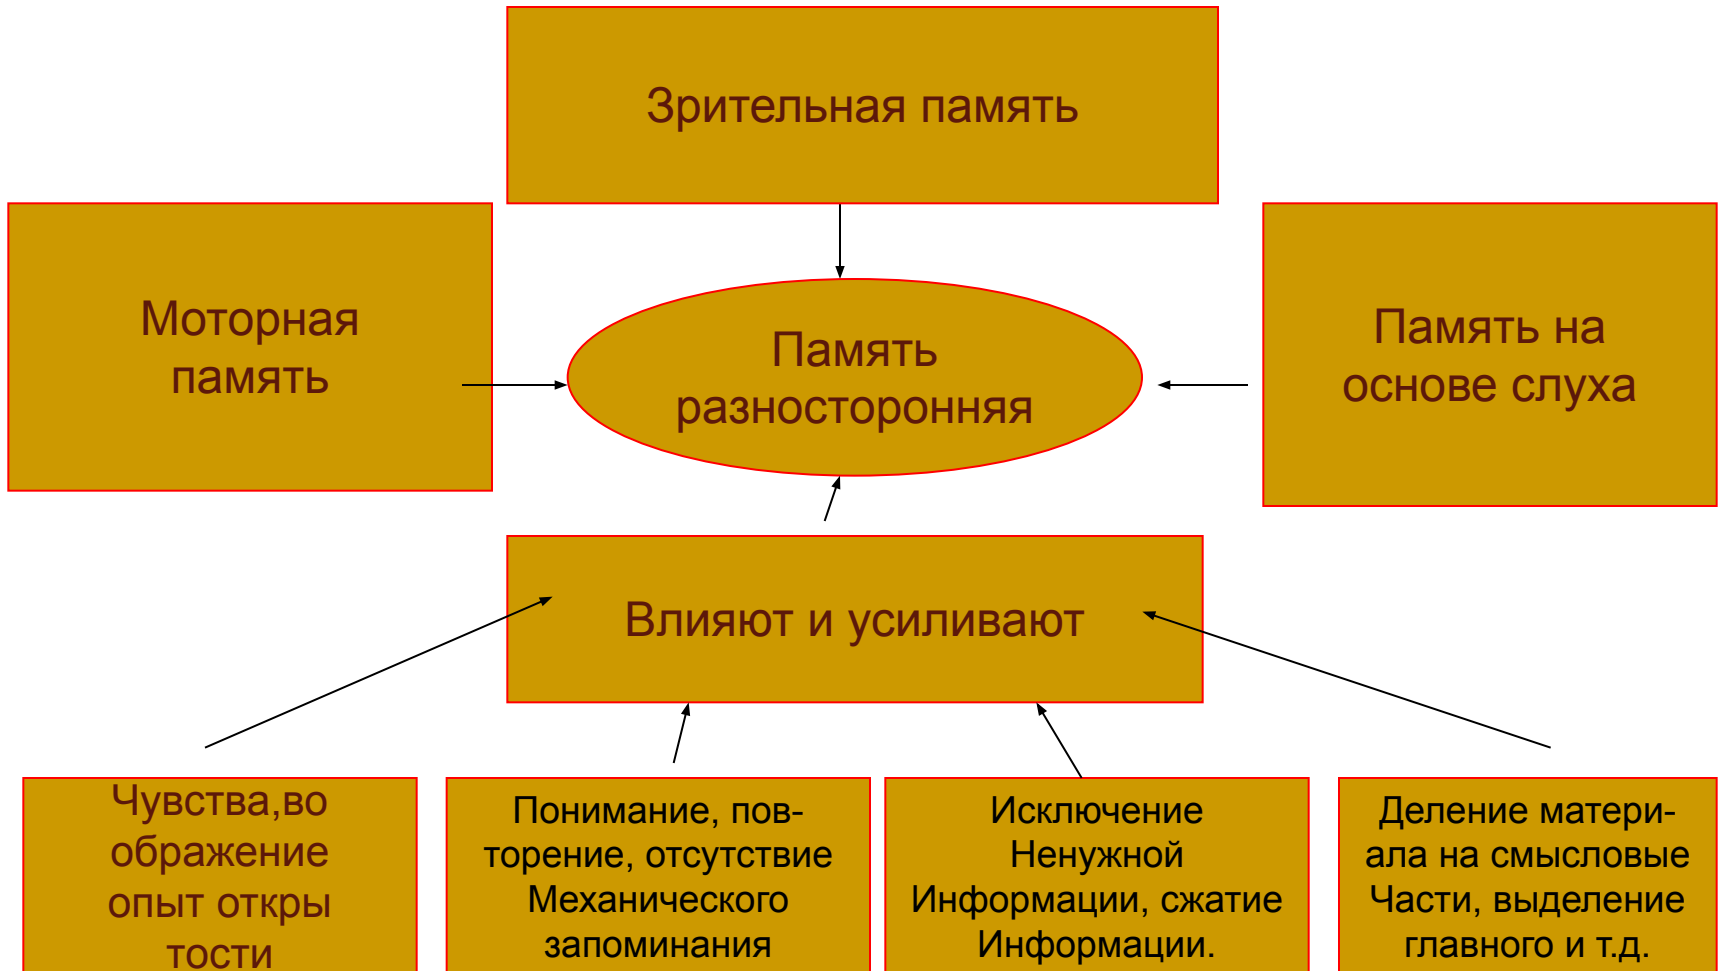 Зрительная память
Моторная
память
Память
разносторонняя
Память на
основе слуха
Влияют и усиливают
Чувства,во
ображение
опыт откры
тости
Понимание, пов-
торение, отсутствие
Механического
запоминания
Исключение
Ненужной
Информации, сжатие
Информации.
Деление матери-
ала на смысловые
Части, выделение
главного и т.д.